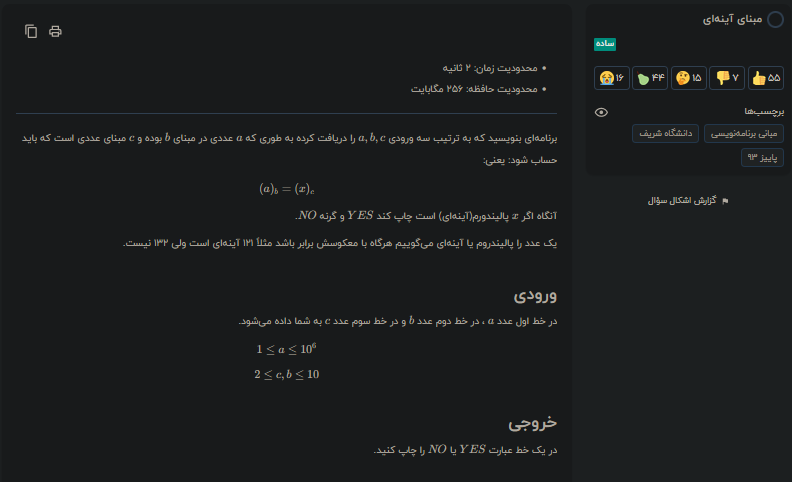 مبنای آینه‌ای
ساده
۵۵
۷
۱۵
۴۴
۱۶
برچسب‌ها
مبانی برنامه‌نویسی
دانشگاه شریف
پاییز ۹۳
گزارش اشکال سؤال
محدودیت زمان: ۲ ثانیه
محدودیت حافظه: ۲۵۶ مگابایت
برنامه‌ای بنویسید که به ترتیب سه ورودی a, b, c را دریافت کرده به طوری که a عددی در مبنای b بوده و c مبنای عددی است که باید
حساب شود: یعنی:
(a)_b = (x)_c
آنگاه اگر x پالیندورم(آینه‌ای) است چاپ کند YES و گرنه NO.
یک عدد را پالیندروم یا آینه‌ای می‌گوییم هرگاه با معکوسش برابر باشد مثلاً ۱۲۱ آینه‌ای است ولی ۱۳۲ نیست.
ورودی
در خط اول عدد a ، در خط دوم عدد b و در خط سوم عدد c به شما داده می‌شود.
1 ≤ a ≤ 10⁶
2 ≤ c, b ≤ 10
خروجی
در یک خط عبارت YES یا NO را چاپ کنید.